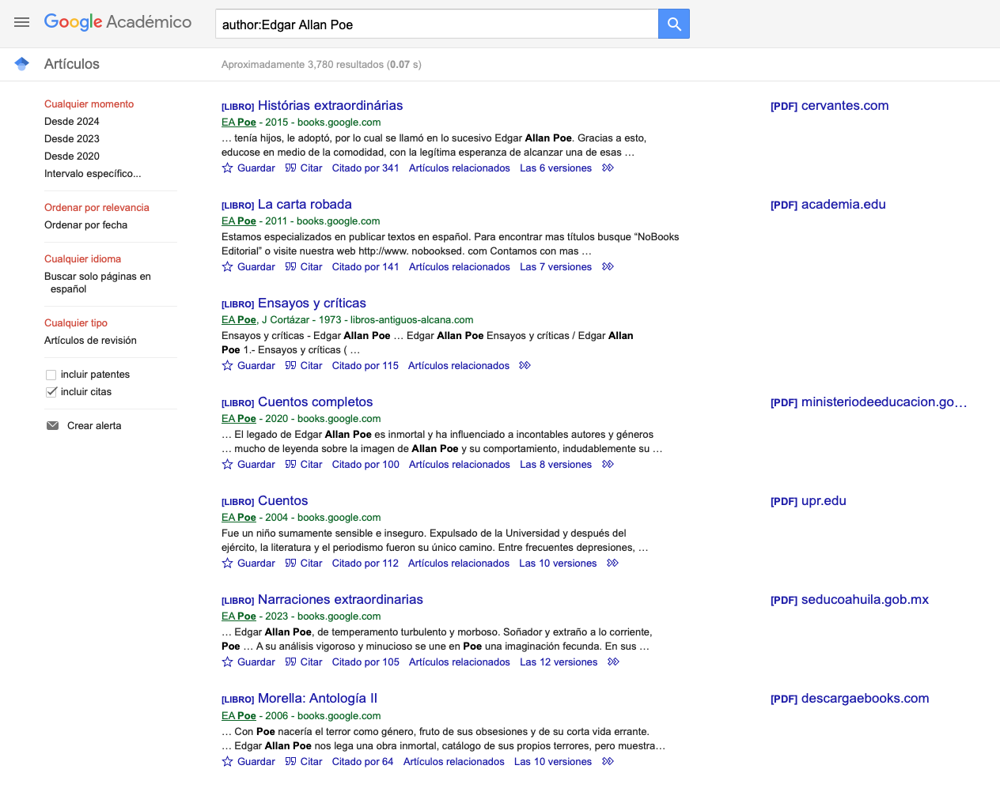 Google Académico
author:Edgar Allan Poe
Artículos
Aproximadamente 3,780 resultados (0.07 s)
Cualquier momento
Desde 2024
Desde 2023
Desde 2020
Intervalo específico...
Ordenar por relevancia
Ordenar por fecha
Cualquier idioma
Buscar solo páginas en
español
Cualquier tipo
Artículos de revisión
incluir patentes
incluir citas
Crear alerta
[LIBRO] Histórias extraordinárias
EA Poe - 2015 - books.google.com
… tenía hijos, le adoptó, por lo cual se llamó en lo sucesivo Edgar Allan Poe. Gracias a esto,
educose en medio de la comodidad, con la legítima esperanza de alcanzar una de esas …
Guardar Citar Citado por 341 Artículos relacionados Las 6 versiones
[PDF] cervantes.com
[LIBRO] La carta robada
EA Poe - 2011 - books.google.com
Estamos especializados en publicar textos en español. Para encontrar mas títulos busque “NoBooks
Editorial” o visite nuestra web http://www. nobooksed. com Contamos con mas …
Guardar Citar Citado por 141 Artículos relacionados Las 7 versiones
[PDF] academia.edu
[LIBRO] Ensayos y críticas
EA Poe, J Cortázar - 1973 - libros-antiguos-alcana.com
Ensayos y críticas - Edgar Allan Poe … Edgar Allan Poe Ensayos y críticas / Edgar Allan
Poe 1.- Ensayos y críticas ( …
Guardar Citar Citado por 115 Artículos relacionados
[LIBRO] Cuentos completos
EA Poe - 2020 - books.google.com
… El legado de Edgar Allan Poe es inmortal y ha influenciado a incontables autores y géneros
… mucho de leyenda sobre la imagen de Allan Poe y su comportamiento, indudablemente su …
Guardar Citar Citado por 100 Artículos relacionados Las 8 versiones
[PDF] ministeriodeeducacion.go…
[LIBRO] Cuentos
EA Poe - 2004 - books.google.com
Fue un niño sumamente sensible e inseguro. Expulsado de la Universidad y después del
ejército, la literatura y el periodismo fueron su único camino. Entre frecuentes depresiones, …
Guardar Citar Citado por 112 Artículos relacionados Las 10 versiones
[PDF] upr.edu
[LIBRO] Narraciones extraordinarias
EA Poe - 2023 - books.google.com
… Edgar Allan Poe, de temperamento turbulento y morboso. Soñador y extraño a lo corriente,
Poe … A su análisis vigoroso y minucioso se une en Poe una imaginación fecunda. En sus …
Guardar Citar Citado por 105 Artículos relacionados Las 12 versiones
[PDF] seducoahuila.gob.mx
[LIBRO] Morella: Antología II
EA Poe - 2006 - books.google.com
… Con Poe nacería el terror como género, fruto de sus obsesiones y de su corta vida errante.
… Edgar Allan Poe nos lega una obra inmortal, catálogo de sus propios terrores, pero muestra…
Guardar Citar Citado por 64 Artículos relacionados Las 10 versiones
[PDF] descargaebooks.com